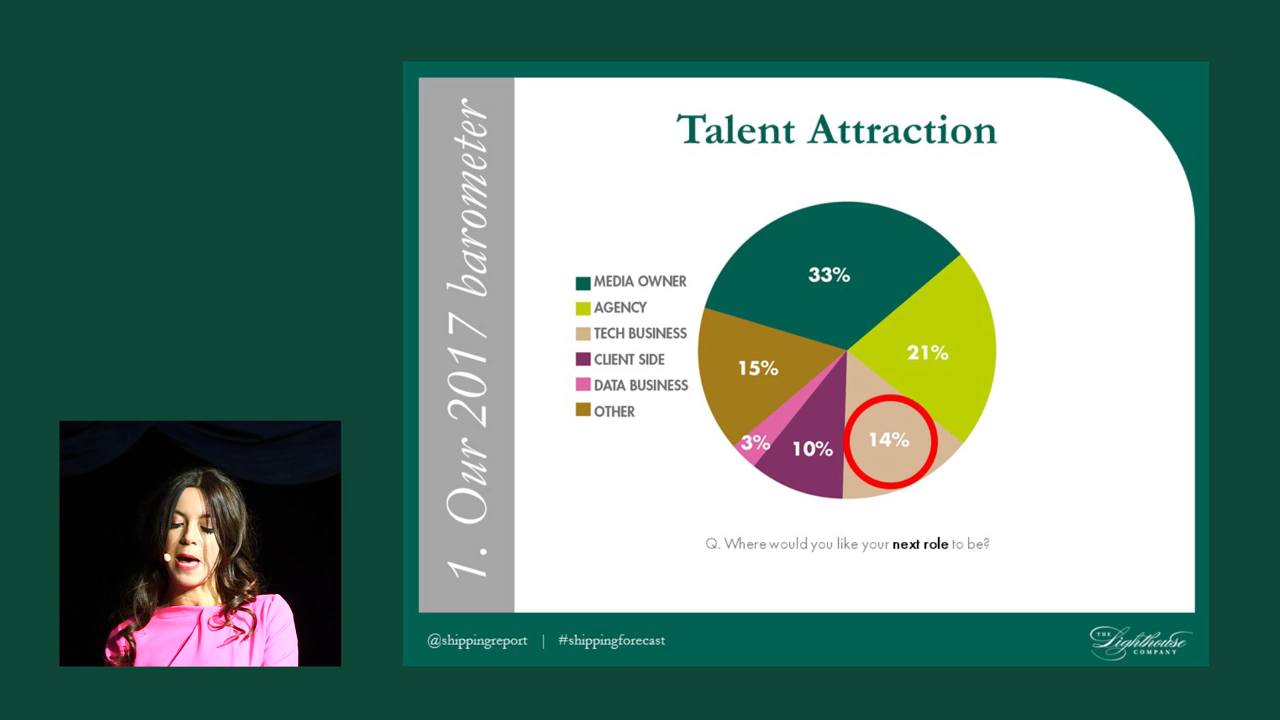 1. Our 2017 barometer
Talent Attraction
MEDIA OWNER
AGENCY
TECH BUSINESS
CLIENT SIDE
DATA BUSINESS
OTHER
33%
21%
14%
10%
3%
15%
Q. Where would you like your next role to be?
@shippingreport | #shippingforecast
THE
Lighthouse
COMPANY